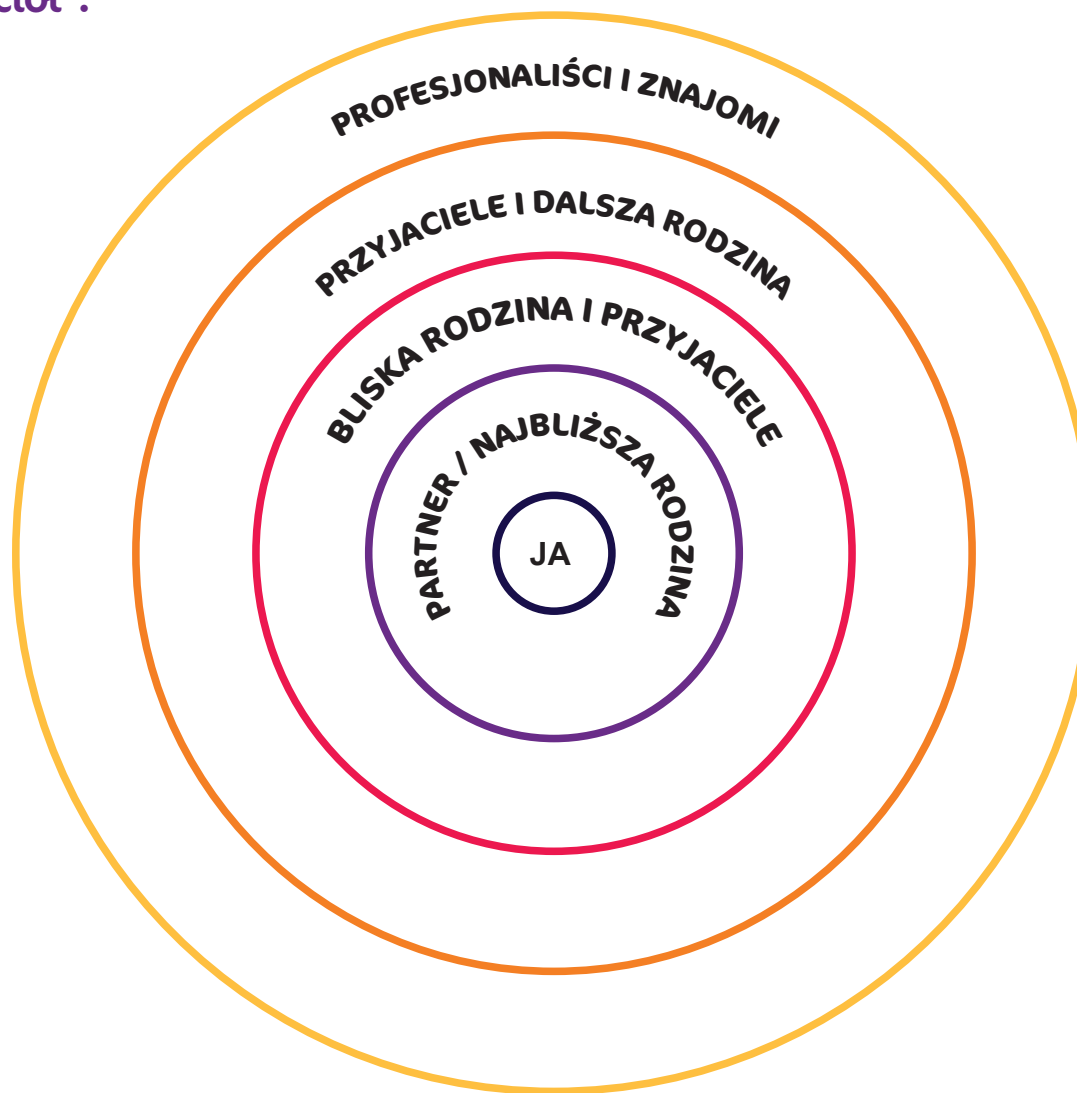 PROFESJONALIŚCI I ZNAJOMI
PRZYJACIELE I DALSZA RODZINA
BLISKA RODZINA I PRZYJACIELE
PARTNER / NAJBLIŻSZA RODZINA
JA